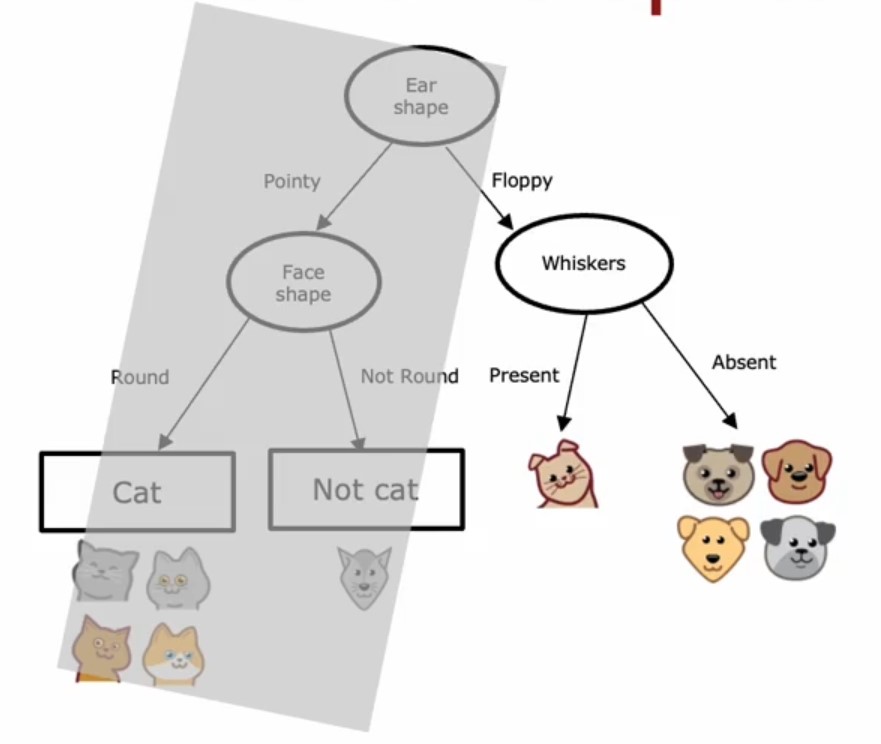 Ear
shape
Pointy
Floppy
Face
shape
Whiskers
Round
Not Round
Present
Absent
Cat
Not cat